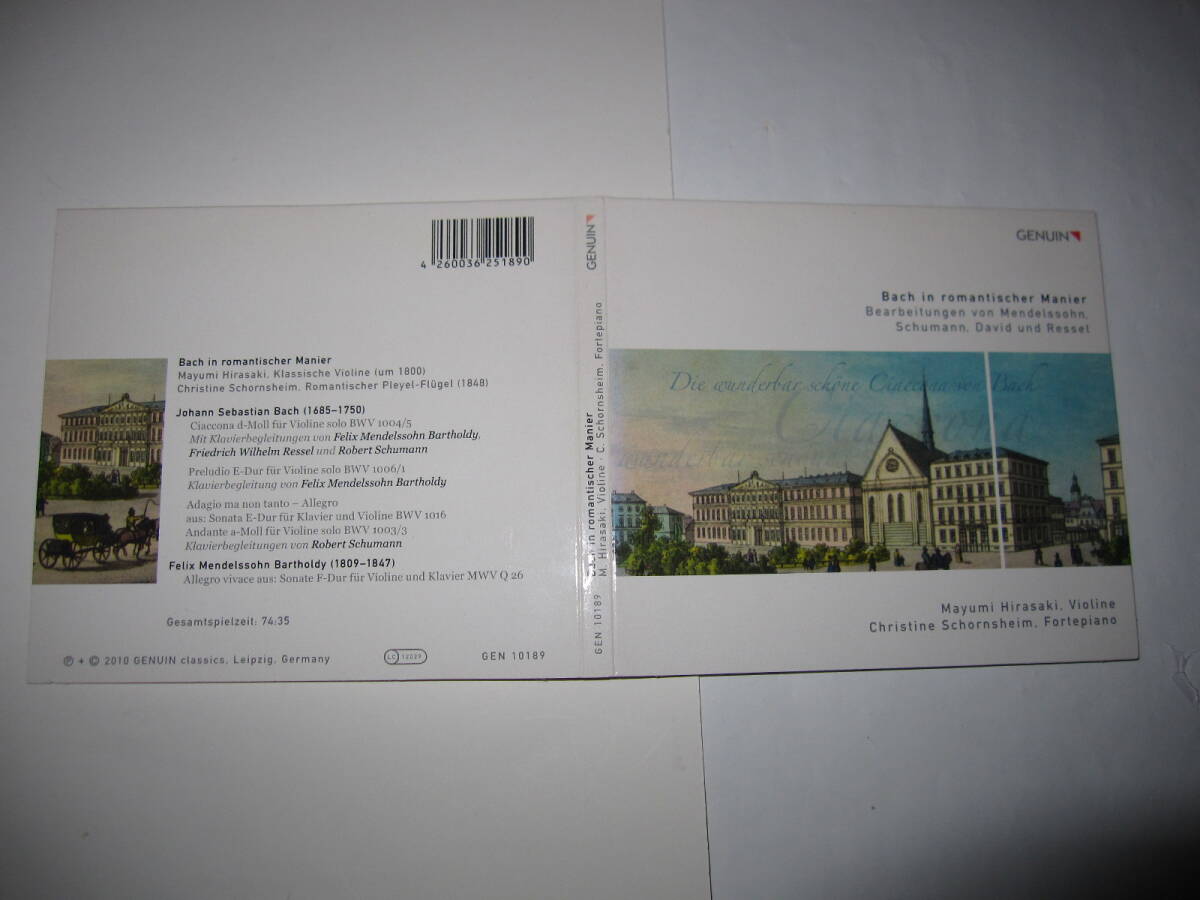 4 260036 251890
Bach in romantischer Manier
Mayumi Hirasaki, Klassische Violine (um 1800)
Christine Schornsheim, Romantischer Pleyel-Flügel (1848)
Johann Sebastian Bach (1685–1750)
Ciaccona d-Moll für Violine solo BWV 1004/5
Mit Klavierbegleitungen von Felix Mendelssohn Bartholdy,
Friedrich Wilhelm Ressel und Robert Schumann
Preludio E-Dur für Violine solo BWV 1006/1
Klavierbegleitung von Felix Mendelssohn Bartholdy
Adagio ma non tanto – Allegro
aus: Sonata E-Dur für Klavier und Violine BWV 1016
Andante a-Moll für Violine solo BWV 1003/3
Klavierbegleitungen von Robert Schumann
Felix Mendelssohn Bartholdy (1809–1847)
Allegro vivace aus: Sonate F-Dur für Violine und Klavier MWV Q 26
Gesamtspielzeit: 74:35
℗ + © 2010 GENUIN classics, Leipzig, Germany
LC 12029
GEN 10189
GENUIN
Bach in romantischer Manier
M. Hirasaki, Violine · C. Schornsheim, Fortepiano
GEN 10189
GENUIN
Bach in romantischer Manier
Bearbeitungen von Mendelssohn,
Schumann, David und Ressel
Die wunderbar schöne Ciaccona von Bach
Mayumi Hirasaki, Violine
Christine Schornsheim, Fortepiano